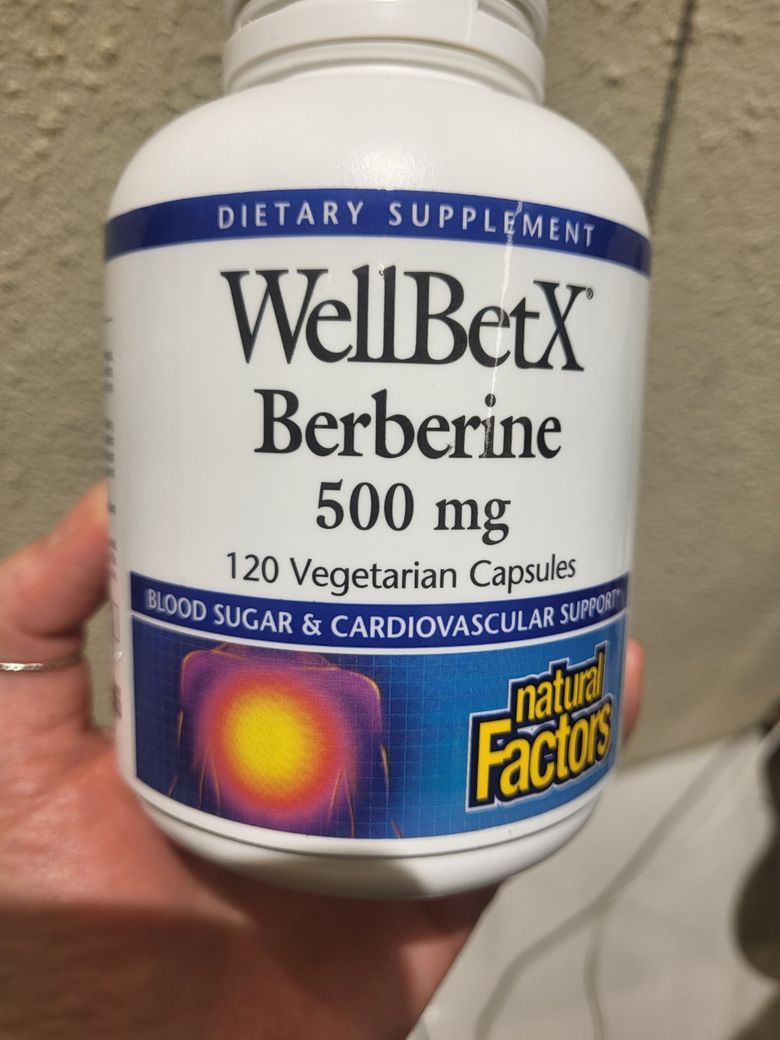 DIETARY SUPPLEMENT
WellBetX®
Berberine
500 mg
120 Vegetarian Capsules
BLOOD SUGAR & CARDIOVASCULAR SUPPORT*
natural
Factors